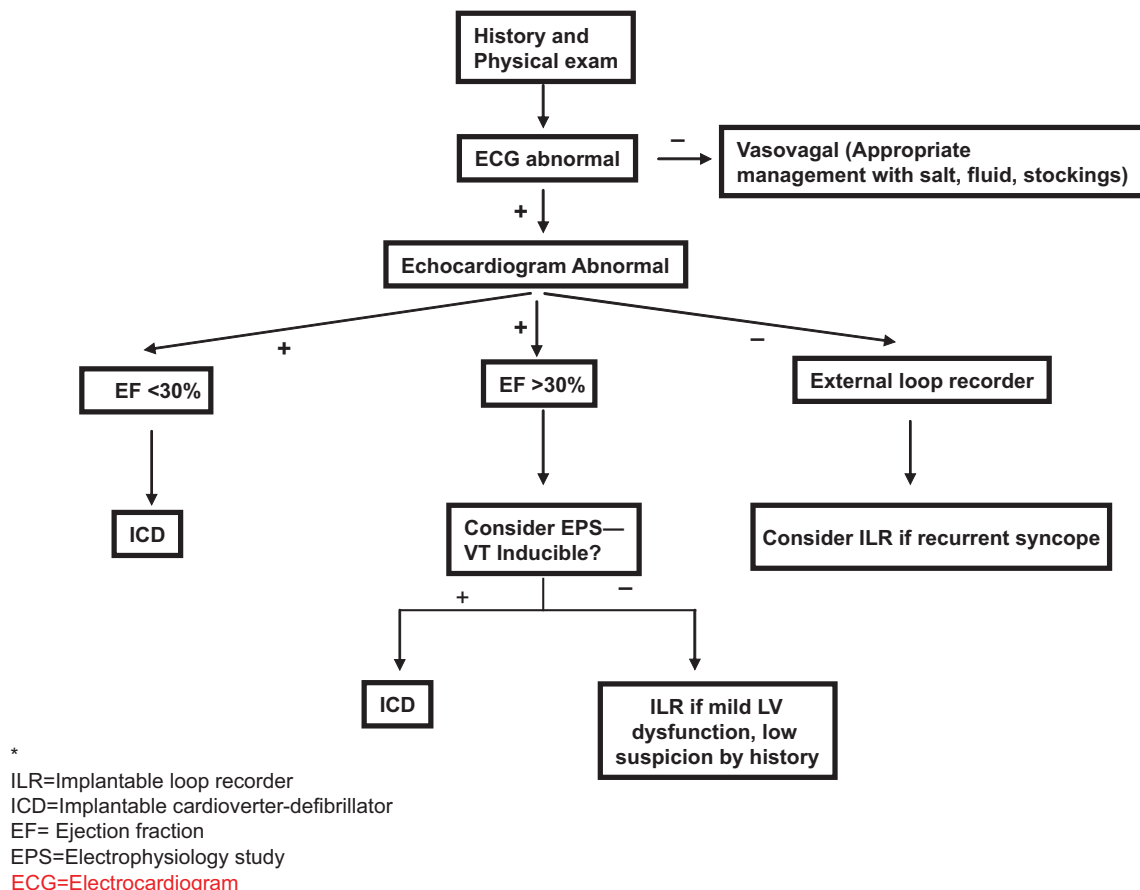 History and
Physical exam
ECG abnormal
–
Vasovagal (Appropriate
management with salt, fluid, stockings)
+
Echocardiogram Abnormal
+
+
–
EF <30%
EF >30%
External loop recorder
ICD
Consider EPS—
VT Inducible?
Consider ILR if recurrent syncope
+
–
ICD
ILR if mild LV
dysfunction, low
suspicion by history
*
ILR=Implantable loop recorder
ICD=Implantable cardioverter-defibrillator
EF= Ejection fraction
EPS=Electrophysiology study
ECG=Electrocardiogram